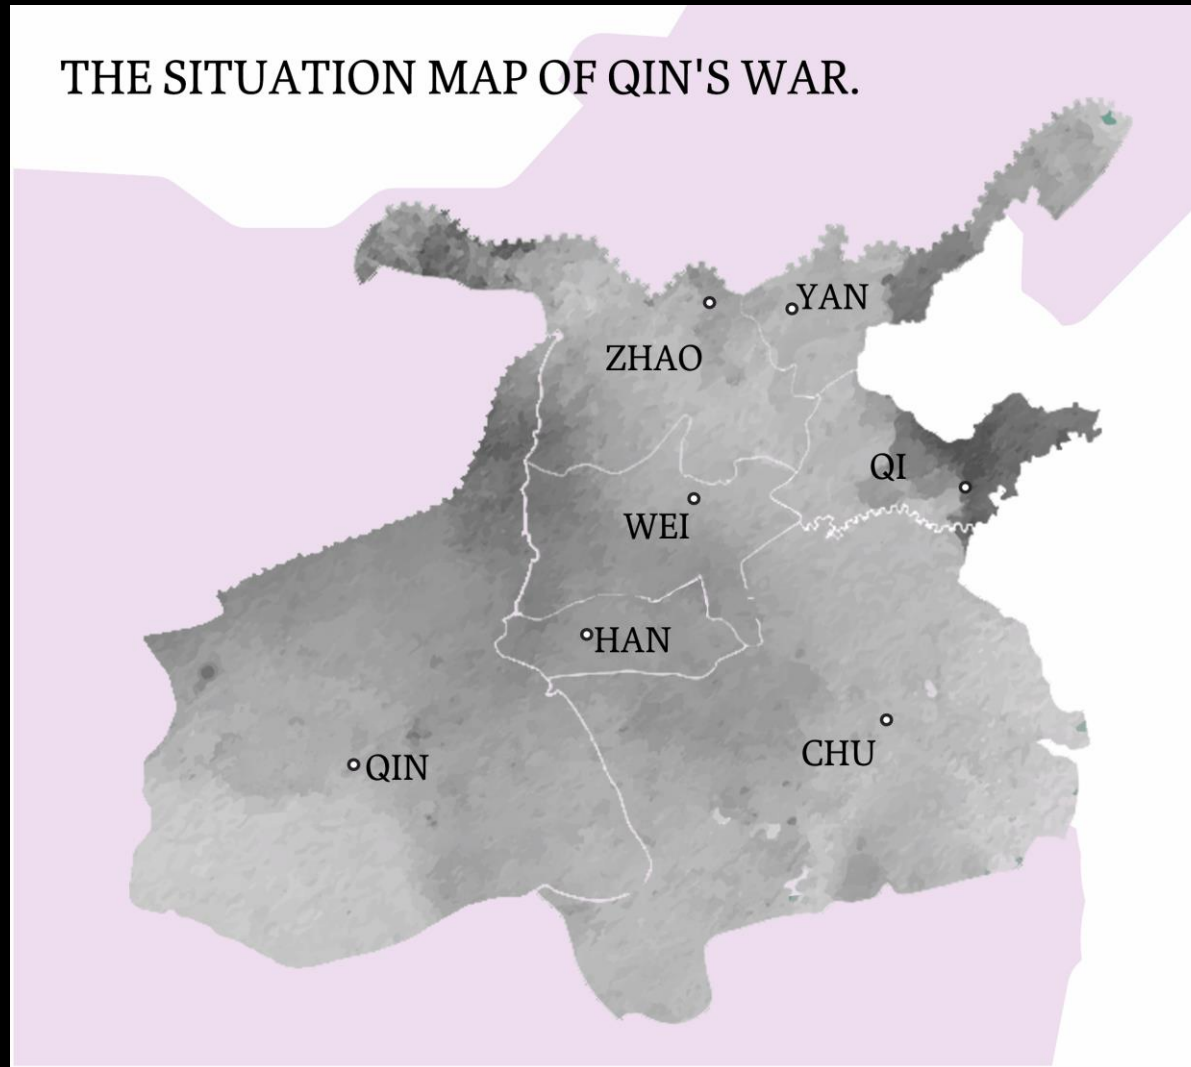 THE SITUATION MAP OF QIN'S WAR.
YAN
ZHAO
QI
WEI
HAN
CHU
QIN